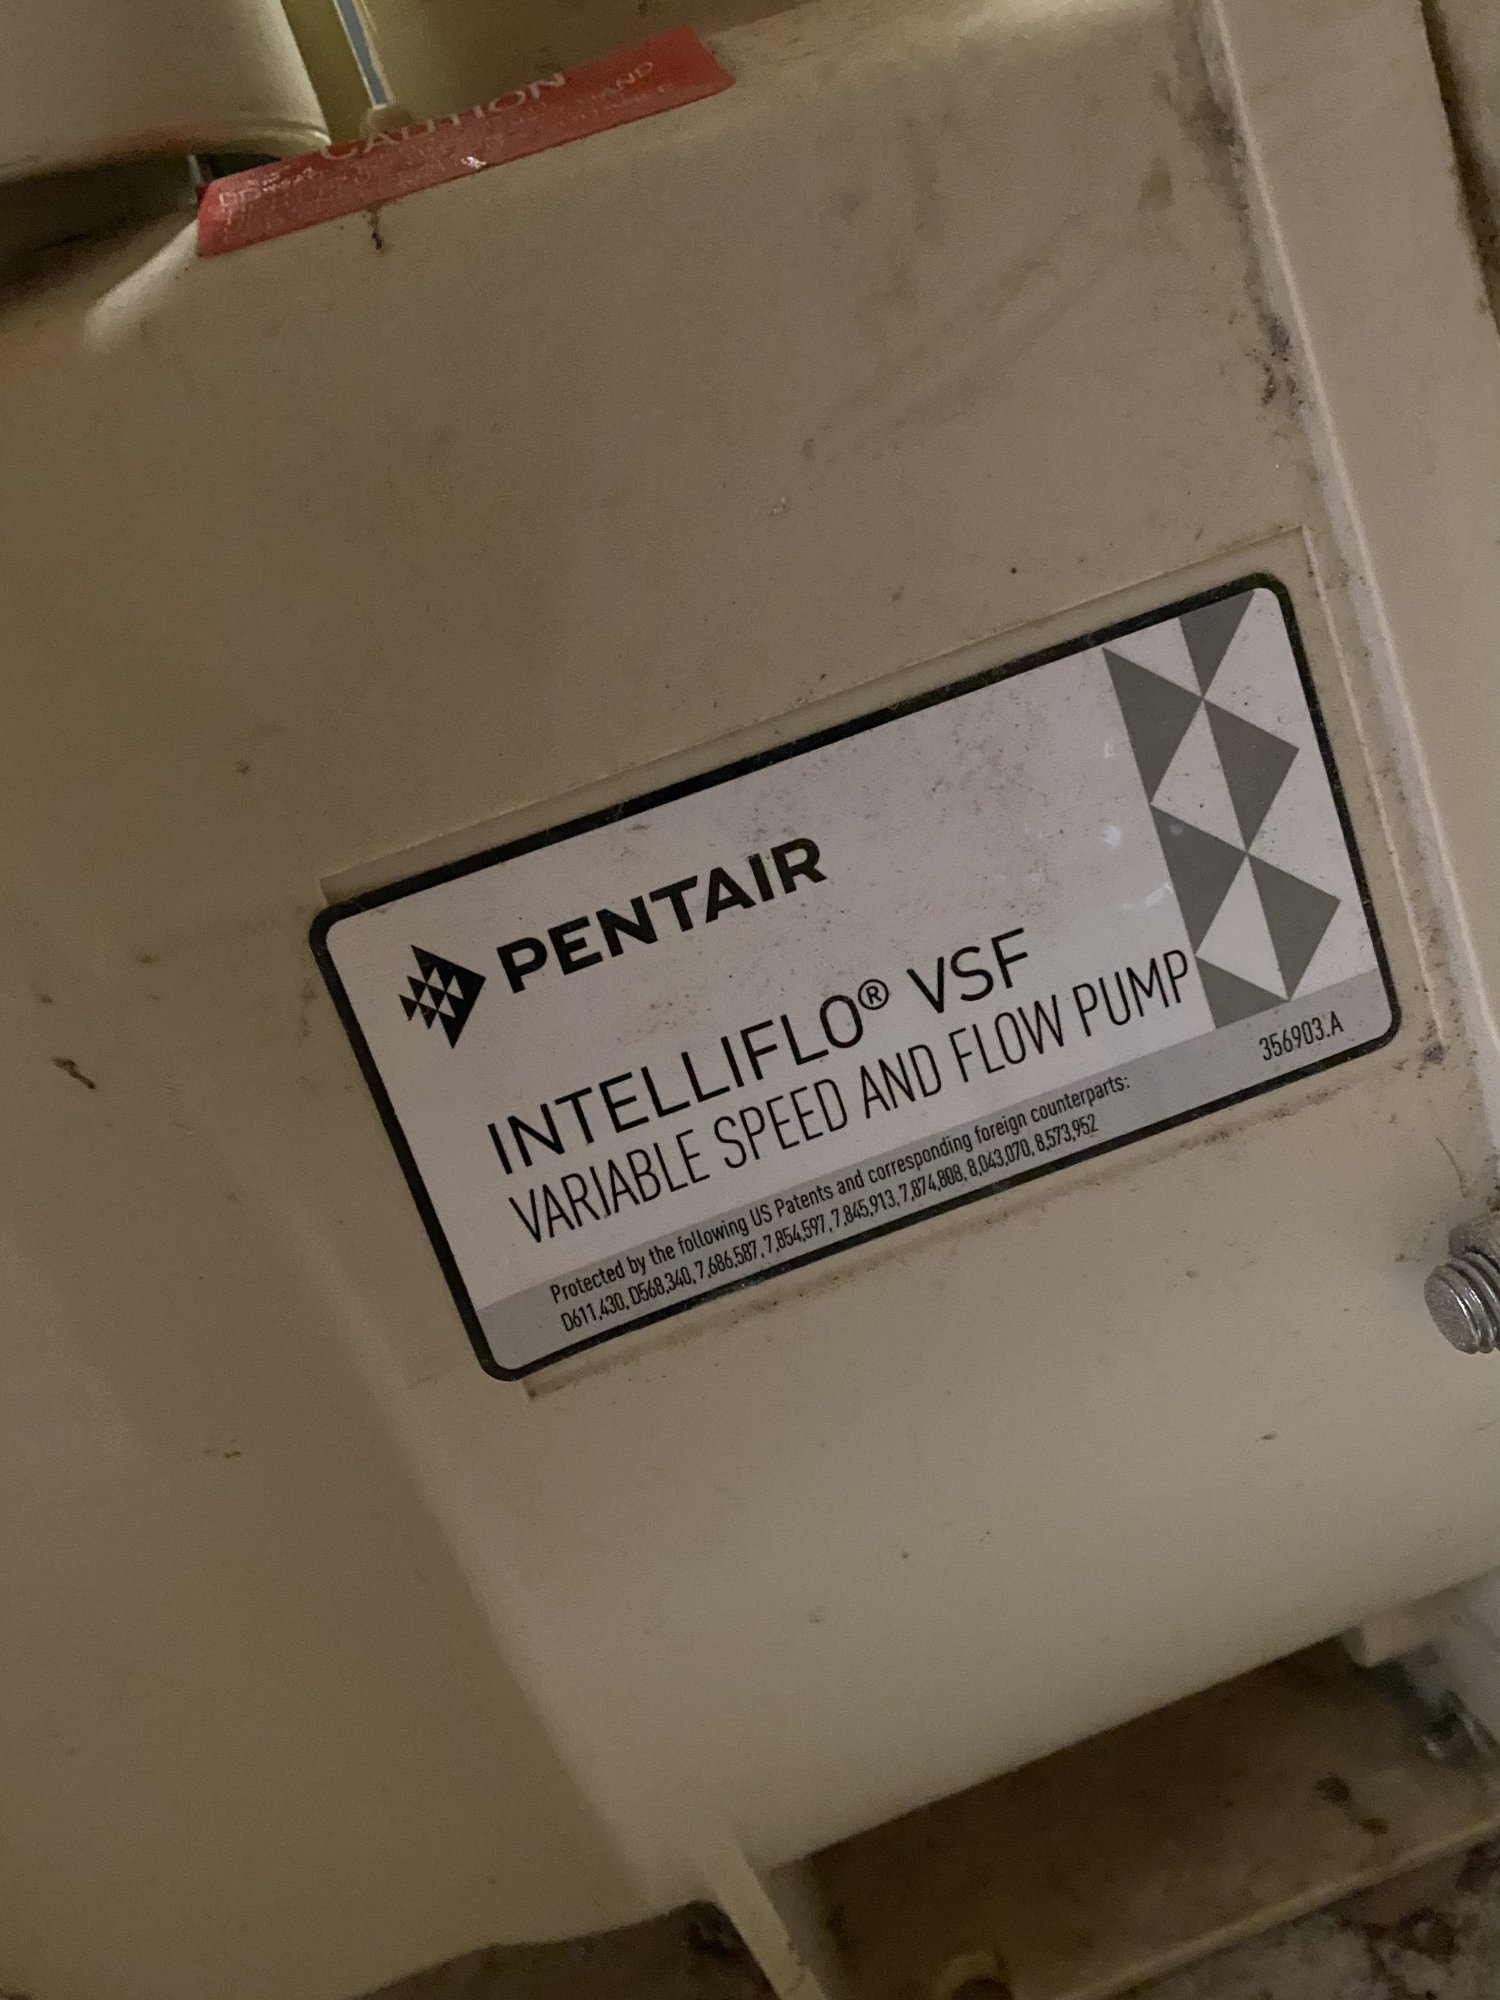 CAUTION
AND
PENTAIR
INTELLIFLO® VSF
VARIABLE SPEED AND FLOW PUMP
356903.A
Protected by the following US Patents and corresponding foreign counterparts:
D611,430, D568,340, 7,686,587, 7,854,597, 7,845,913, 7,874,808, 8,043,070, 8,573,952